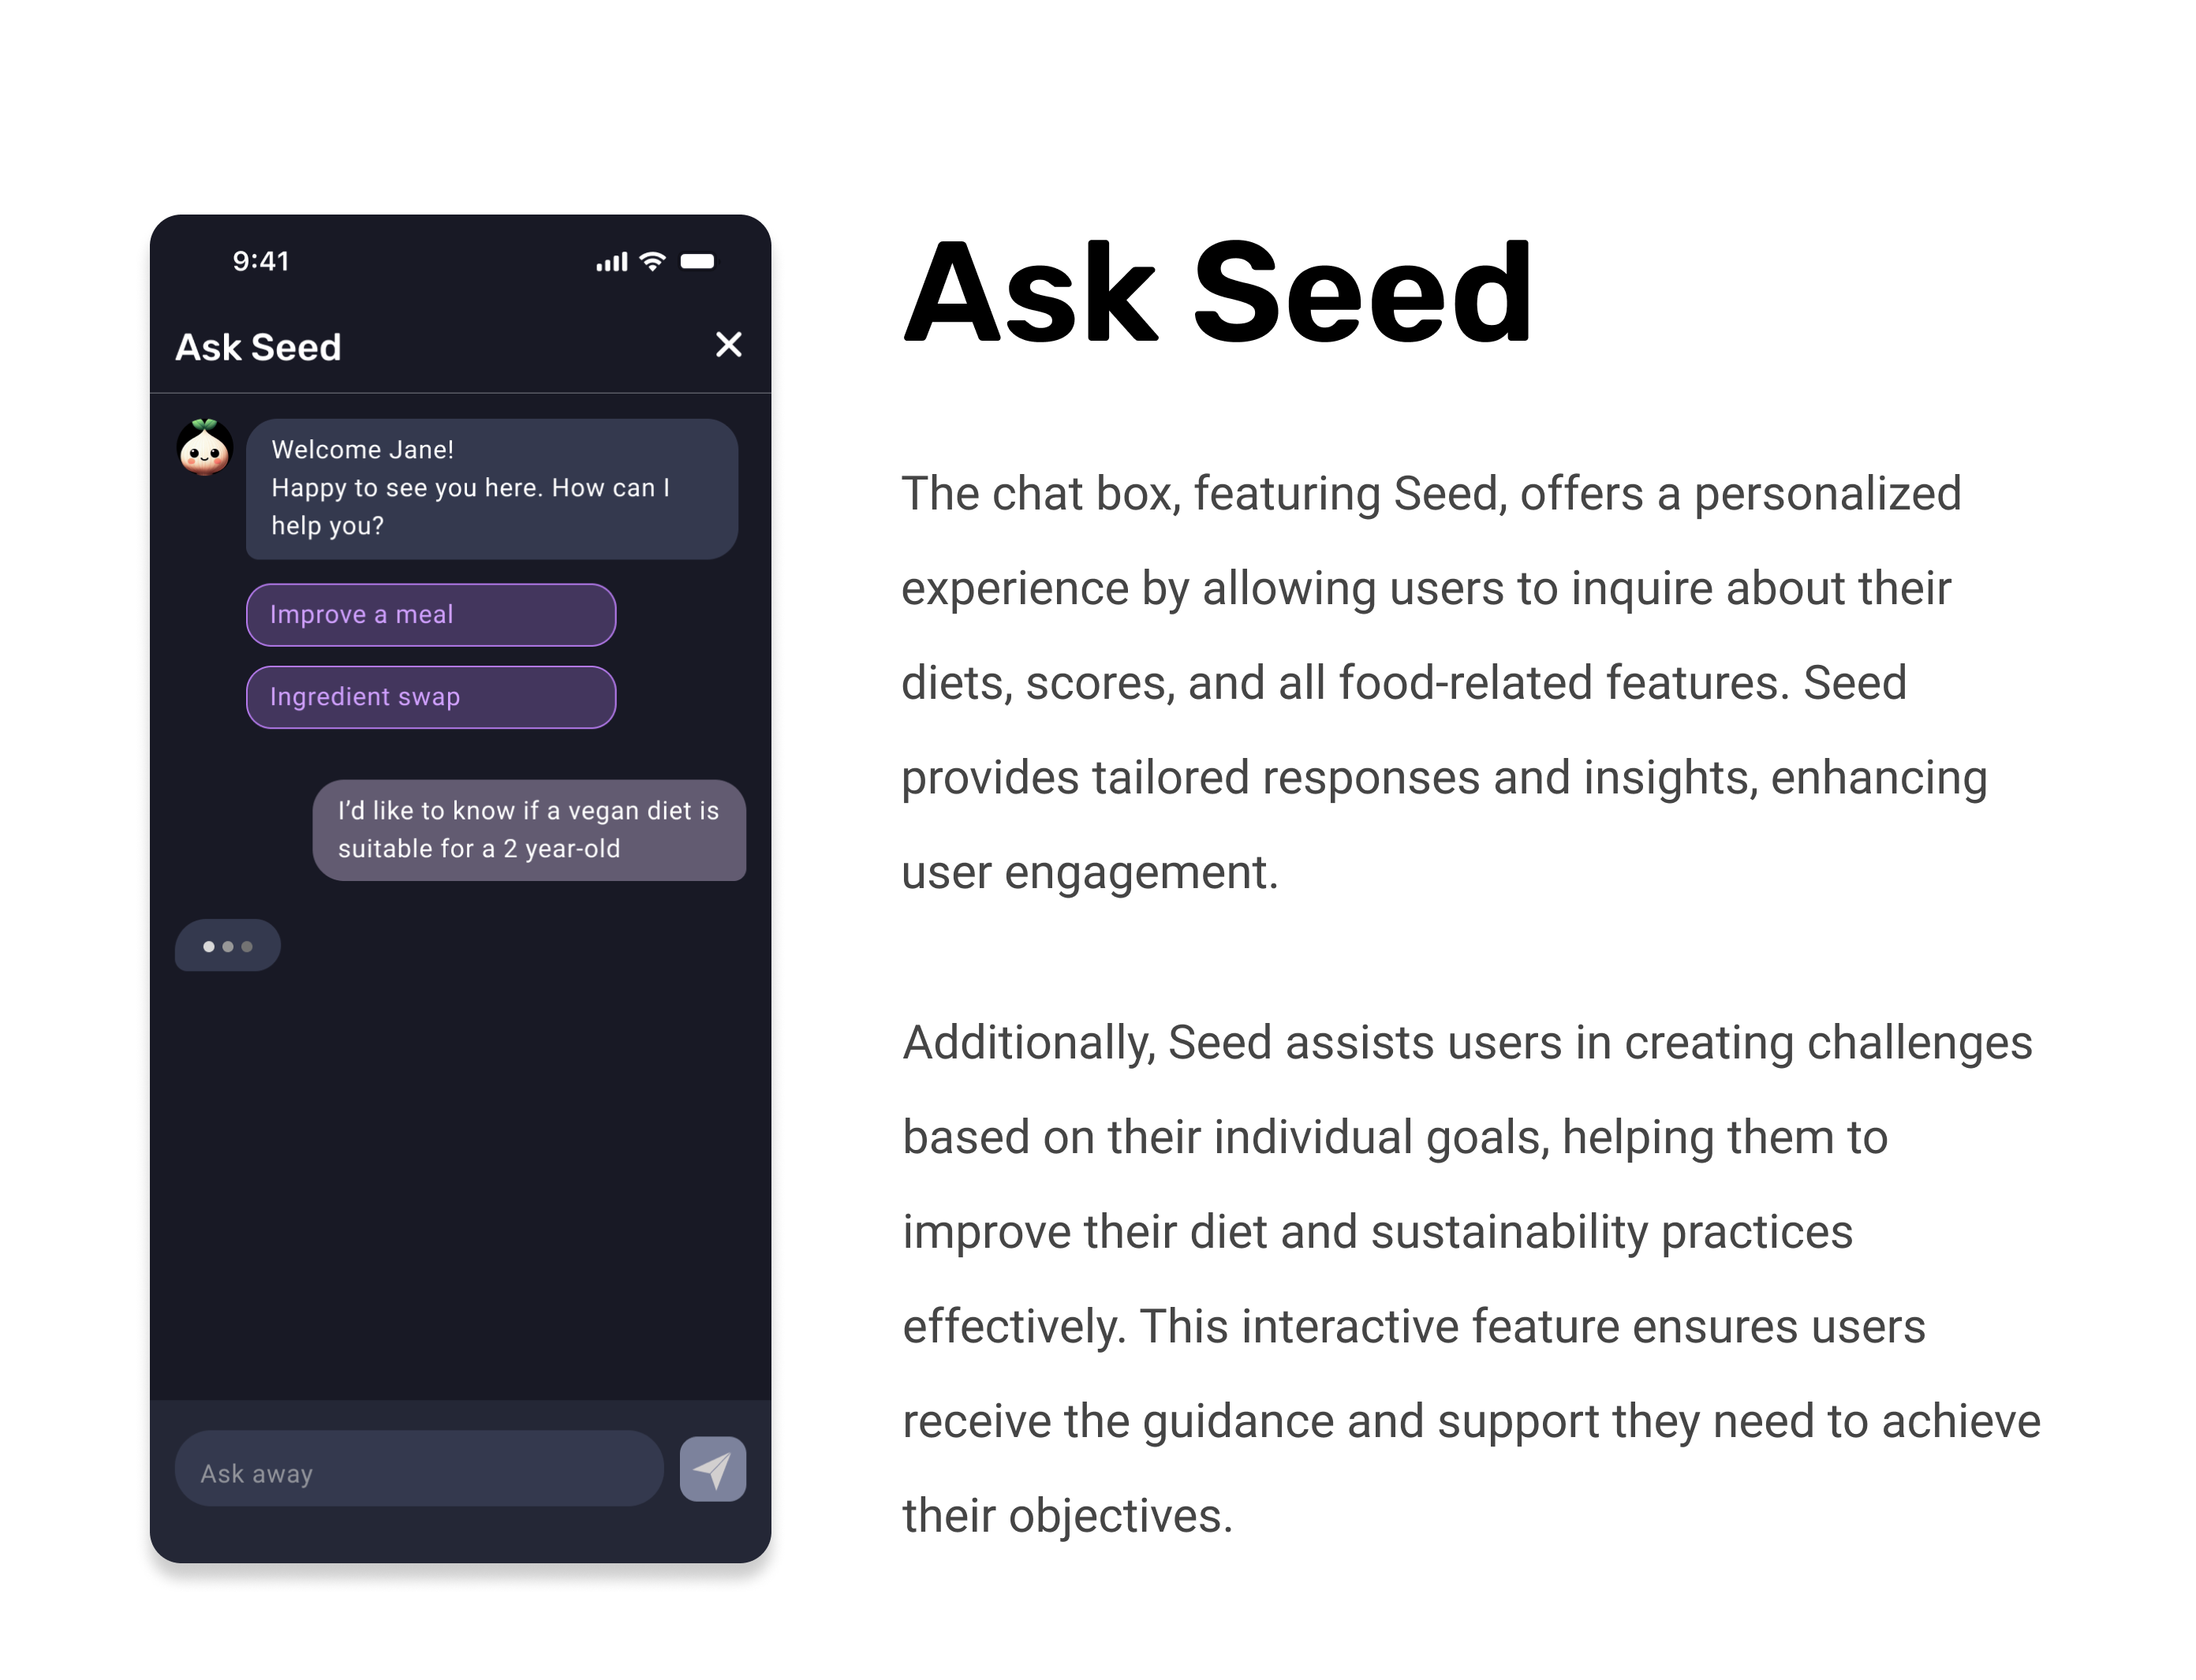 9:41
Ask Seed
Welcome Jane!
Happy to see you here. How can I
help you?
Improve a meal
Ingredient swap
I’d like to know if a vegan diet is
suitable for a 2 year-old
Ask away
Ask Seed
The chat box, featuring Seed, offers a personalized
experience by allowing users to inquire about their
diets, scores, and all food-related features. Seed
provides tailored responses and insights, enhancing
user engagement.
Additionally, Seed assists users in creating challenges
based on their individual goals, helping them to
improve their diet and sustainability practices
effectively. This interactive feature ensures users
receive the guidance and support they need to achieve
their objectives.